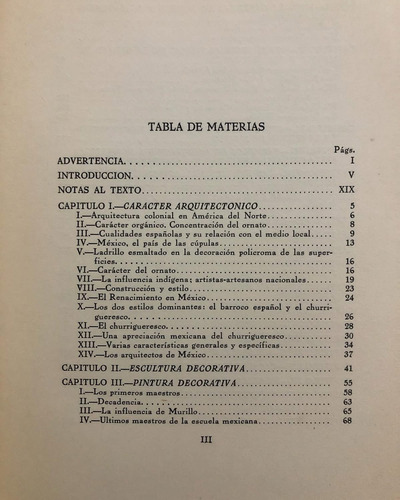 TABLA DE MATERIAS
Págs.
ADVERTENCIA. I
INTRODUCCION. V
NOTAS AL TEXTO XIX
CAPITULO I.—CARACTER ARQUITECTONICO 5
I.—Arquitectura colonial en América del Norte 6
II.—Carácter orgánico. Concentración del ornato 8
III.—Cualidades españolas y su relación con el medio local 9
IV.—México, el país de las cúpulas 13
V.—Ladrillo esmaltado en la decoración polícroma de las super-
ficies. 16
VI.—Carácter del ornato 16
VII.—La influencia indígena; artistas-artesanos nacionales 19
VIII.—Construcción y estilo 23
IX.—El Renacimiento en México 24
X.—Los dos estilos dominantes: el barroco español y el churri-
gueresco 26
XI.—El churrigueresco 28
XII.—Una apreciación mexicana del churrigueresco 30
XIII.—Varias características generales y específicas 34
XIV.—Los arquitectos de México 37
CAPITULO II.—ESCULTURA DECORATIVA 41
CAPITULO III.—PINTURA DECORATIVA 55
I.—Los primeros maestros 58
II.—Decadencia 63
III.—La influencia de Murillo 65
IV.—Ultimos maestros de la escuela mexicana 68
III